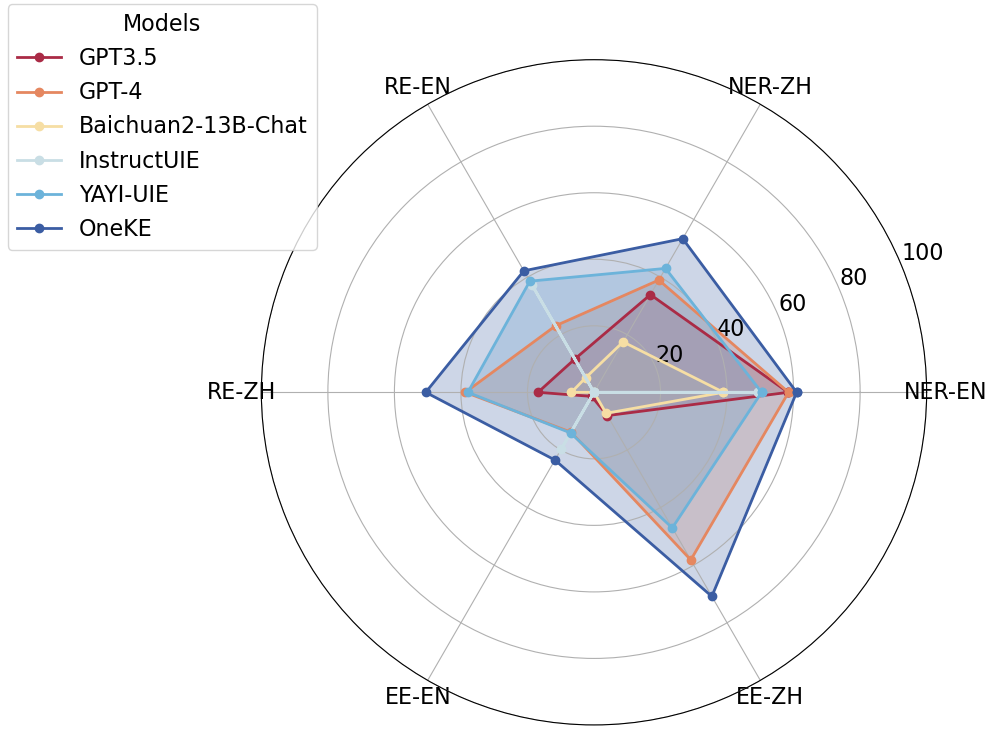 Models
GPT3.5
GPT-4
Baichuan2-13B-Chat
InstructUIE
YAYI-UIE
OneKE
RE-EN
NER-ZH
100
80
60
40
20
RE-ZH
NER-EN
EE-EN
EE-ZH